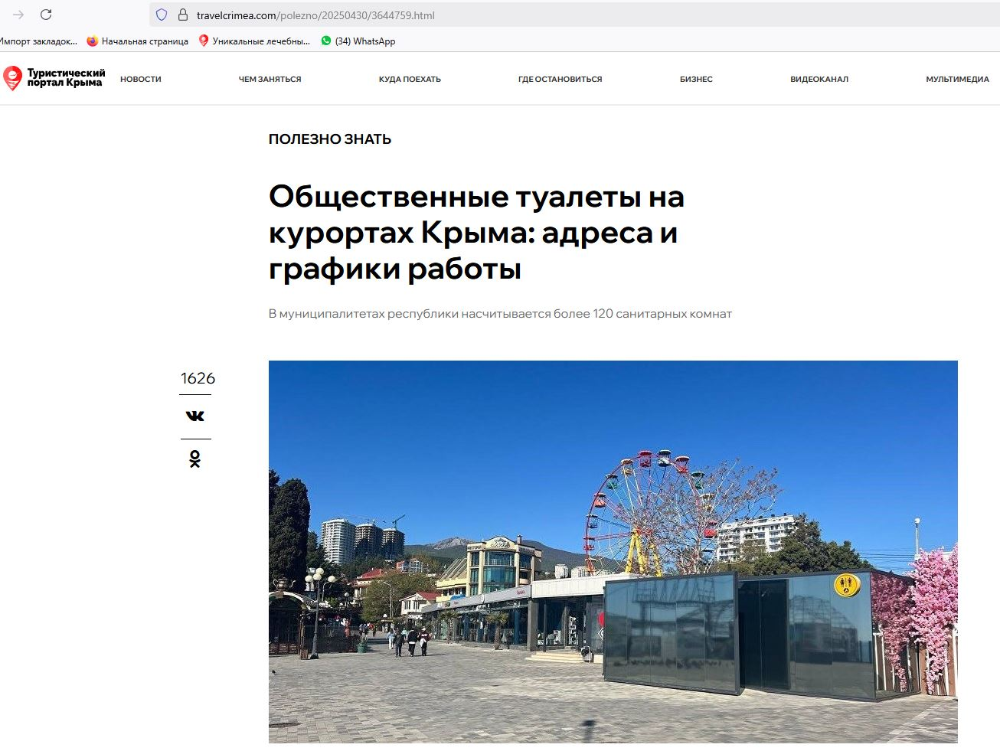 travelcrimea.com/polezno/20250430/3644759.html
Импорт закладок... Начальная страница Уникальные лечебны... (34) WhatsApp
Туристический
портал Крыма
НОВОСТИ ЧЕМ ЗАНЯТЬСЯ КУДА ПОЕХАТЬ ГДЕ ОСТАНОВИТЬСЯ БИЗНЕС ВИДЕОКАНАЛ МУЛЬТИМЕДИА
ПОЛЕЗНО ЗНАТЬ
Общественные туалеты на
курортах Крыма: адреса и
графики работы
В муниципалитетах республики насчитывается более 120 санитарных комнат
1626